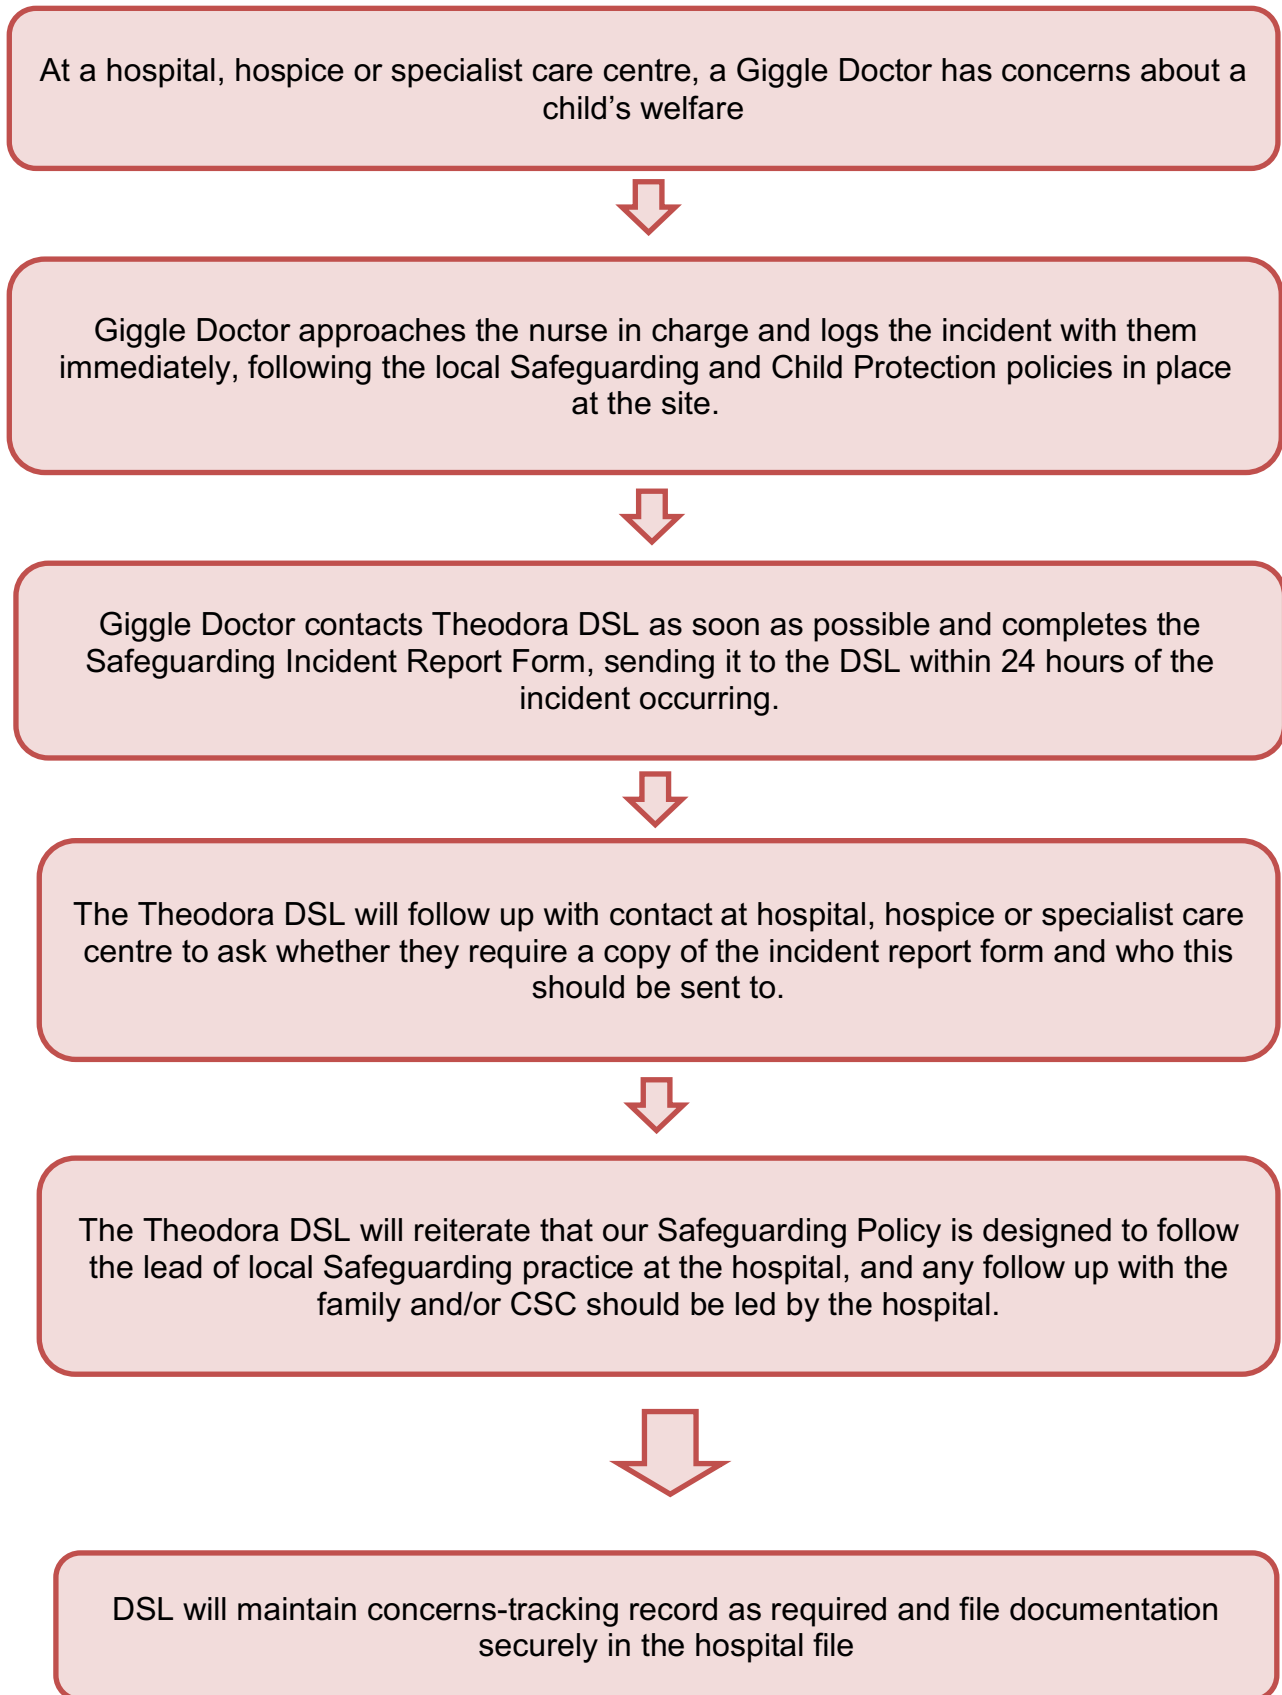 At a hospital, hospice or specialist care centre, a Giggle Doctor has concerns about a
child’s welfare
Giggle Doctor approaches the nurse in charge and logs the incident with them
immediately, following the local Safeguarding and Child Protection policies in place
at the site.
Giggle Doctor contacts Theodora DSL as soon as possible and completes the
Safeguarding Incident Report Form, sending it to the DSL within 24 hours of the
incident occurring.
The Theodora DSL will follow up with contact at hospital, hospice or specialist care
centre to ask whether they require a copy of the incident report form and who this
should be sent to.
The Theodora DSL will reiterate that our Safeguarding Policy is designed to follow
the lead of local Safeguarding practice at the hospital, and any follow up with the
family and/or CSC should be led by the hospital.
DSL will maintain concerns-tracking record as required and file documentation
securely in the hospital file